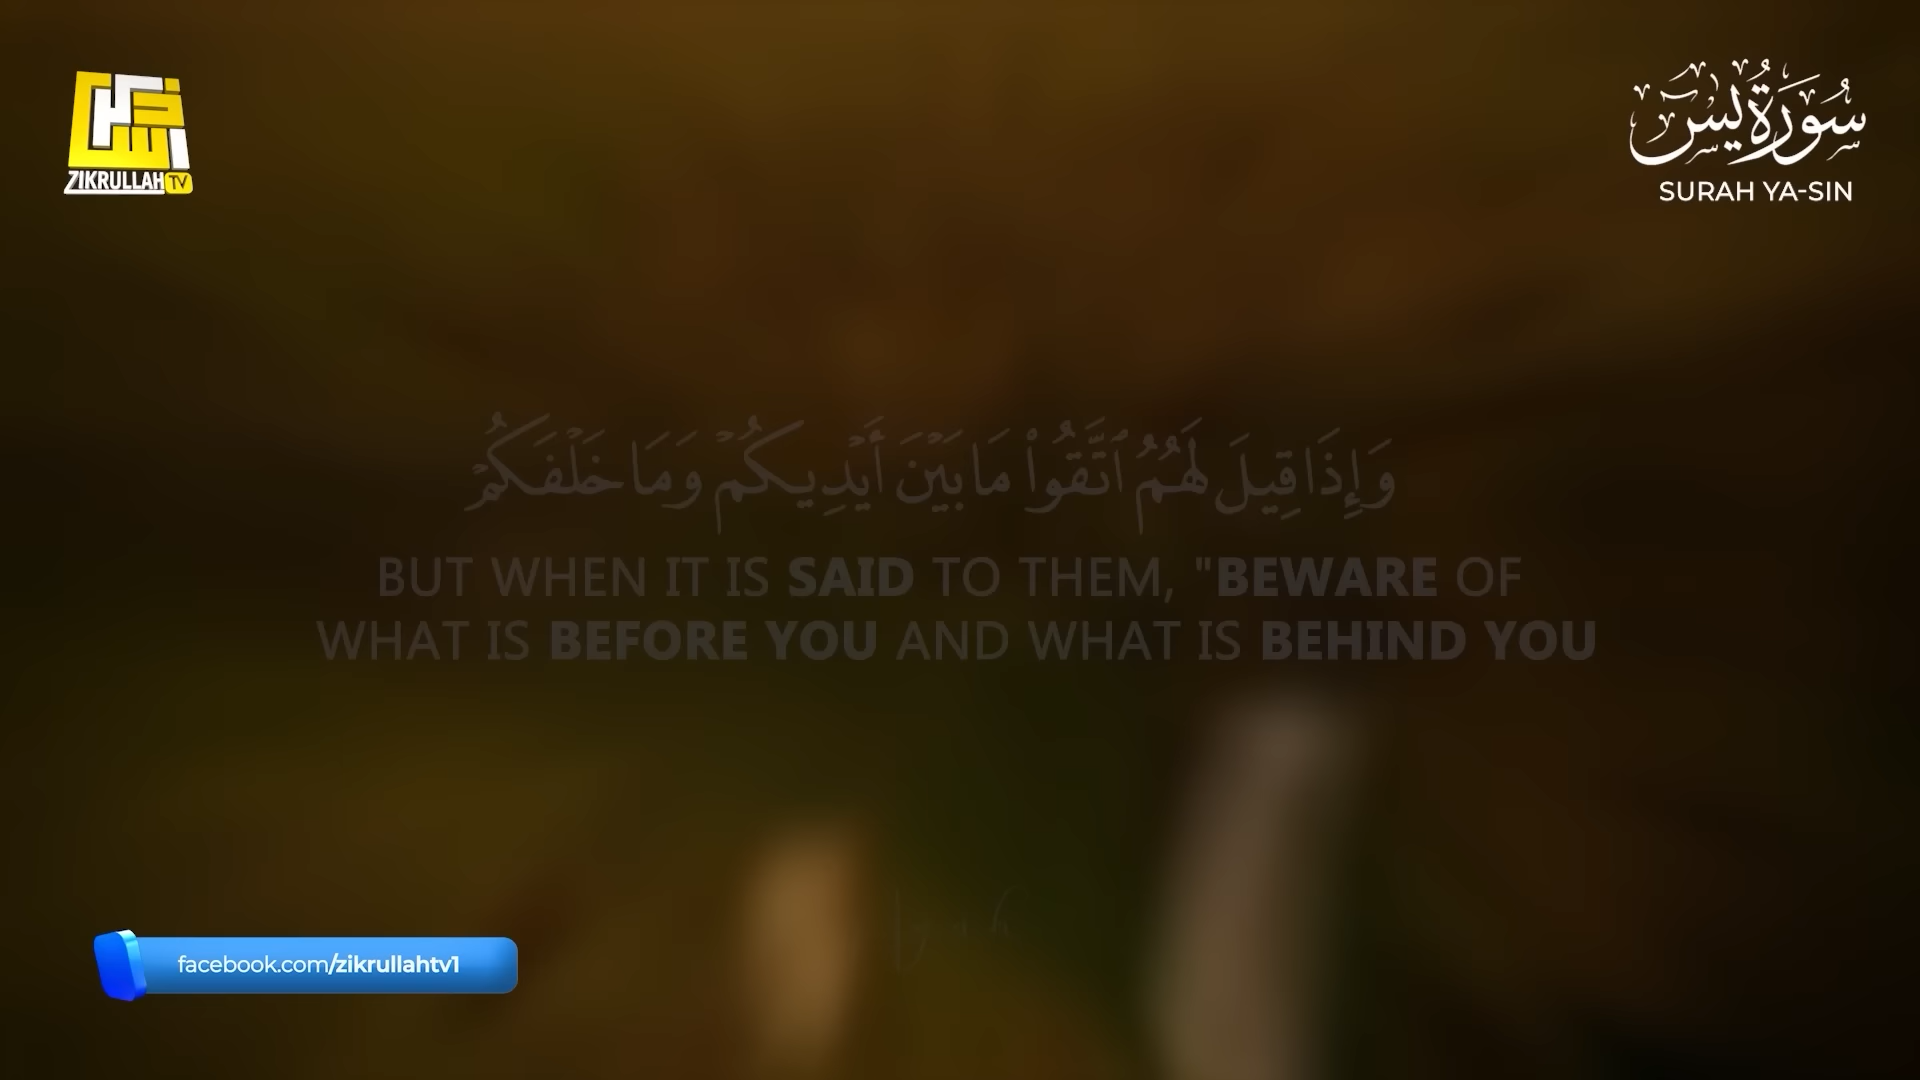 ZIKRULLAH TV
سُورَةُ يسٓ
SURAH YA-SIN
وَإِذَا قِيلَ لَهُمُ ٱتَّقُوا۟ مَا بَيْنَ أَيْدِيكُمْ وَمَا خَلْفَكُمْ
BUT WHEN IT IS SAID TO THEM, "BEWARE OF
WHAT IS BEFORE YOU AND WHAT IS BEHIND YOU
facebook.com/zikrullahtv1